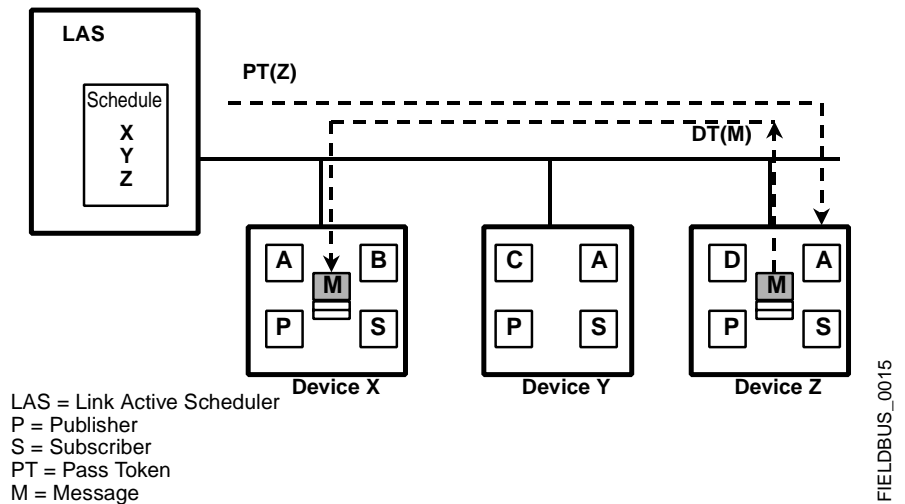 LAS
Schedule
X
Y
Z
PT(Z)
DT(M)
A B
M
P S
Device X
C A
P S
Device Y
D A
M
P S
Device Z
LAS = Link Active Scheduler
P = Publisher
S = Subscriber
PT = Pass Token
M = Message
FIELDBUS_0015